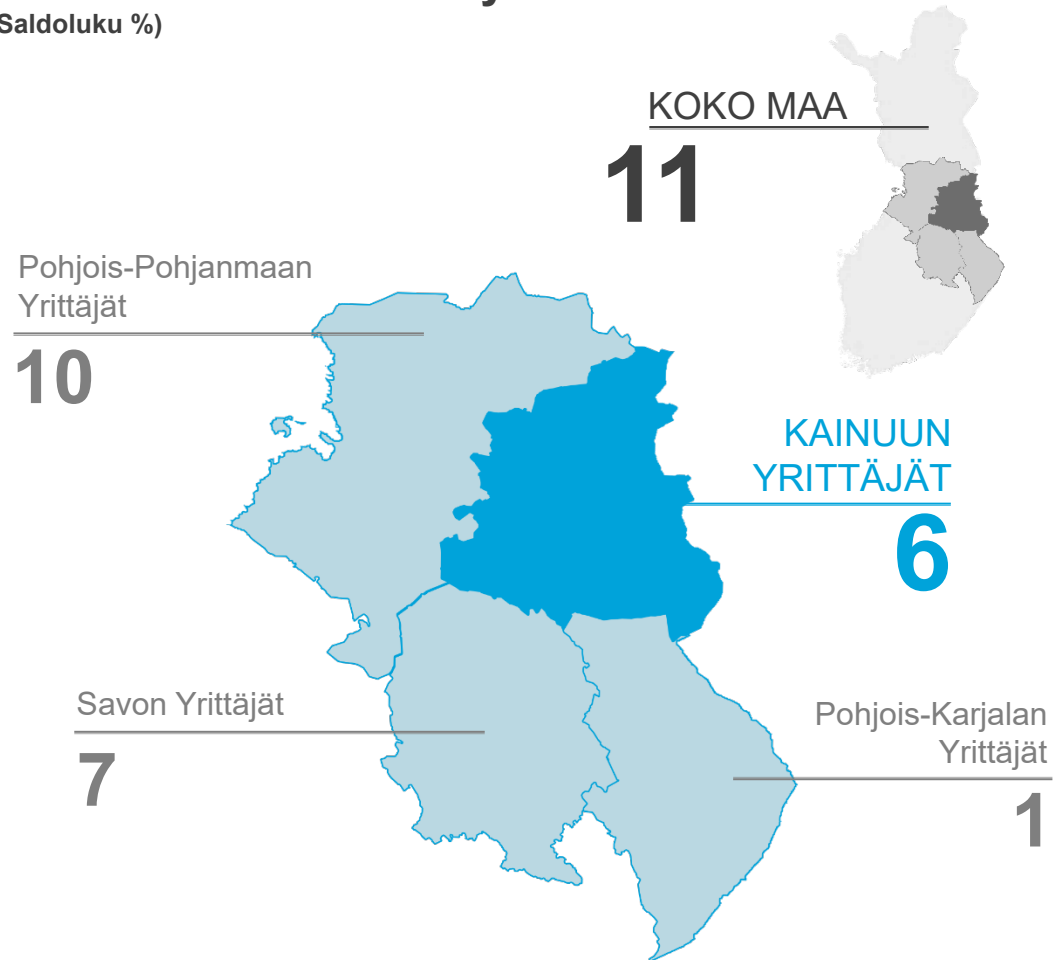 Saldoluku %)
KOKO MAA
11
Pohjois-Pohjanmaan
Yrittäjät
10
KAINUUN
YRITTÄJÄT
6
Savon Yrittäjät
7
Pohjois-Karjalan
Yrittäjät
1